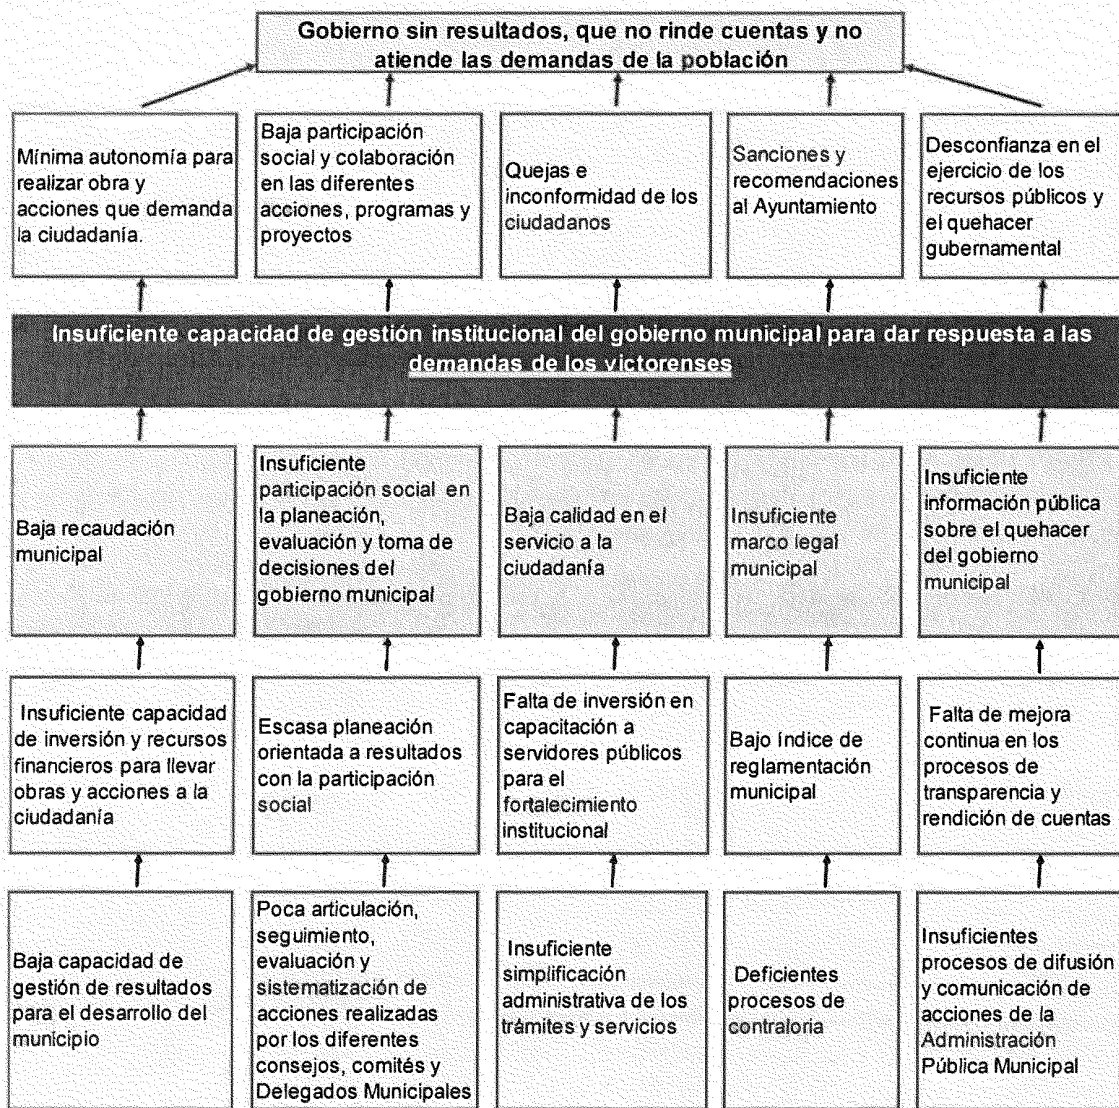 Gobierno sin resultados, que no rinde cuentas y no
atiende las demandas de la población
Mínima autonomía para
realizar obra y
acciones que demanda
la ciudadanía.
Baja participación
social y colaboración
en las diferentes
acciones, programas y
proyectos
Quejas e
inconformidad de los
ciudadanos
Sanciones y
recomendaciones
al Ayuntamiento
Desconfianza en el
ejercicio de los
recursos públicos y
el quehacer
gubernamental
Insuficiente capacidad de gestión institucional del gobierno municipal para dar respuesta a las
demandas de los victorenses
Baja recaudación
municipal
Insuficiente
participación social en
la planeación,
evaluación y toma de
decisiones del
gobierno municipal
Baja calidad en el
servicio a la
ciudadanía
Insuficiente
marco legal
municipal
Insuficiente
información pública
sobre el quehacer
del gobierno
municipal
Insuficiente capacidad
de inversión y recursos
financieros para llevar
obras y acciones a la
ciudadanía
Escasa planeación
orientada a resultados
con la participación
social
Falta de inversión en
capacitación a
servidores públicos
para el
fortalecimiento
institucional
Bajo índice de
reglamentación
municipal
Falta de mejora
continua en los
procesos de
transparencia y
rendición de cuentas
Baja capacidad de
gestión de resultados
para el desarrollo del
municipio
Poca articulación,
seguimiento,
evaluación y
sistematización de
acciones realizadas
por los diferentes
consejos, comités y
Delegados Municipales
Insuficiente
simplificación
administrativa de los
trámites y servicios
Deficientes
procesos de
contraloria
Insuficientes
procesos de difusión
y comunicación de
acciones de la
Administración
Pública Municipal